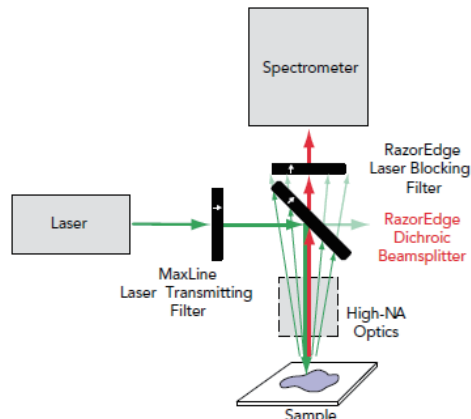 Spectrometer
RazorEdge
Laser Blocking
Filter
Laser
RazorEdge
Dichroic
Beamsplitter
MaxLine
Laser Transmitting
Filter
High-NA
Optics
Sample